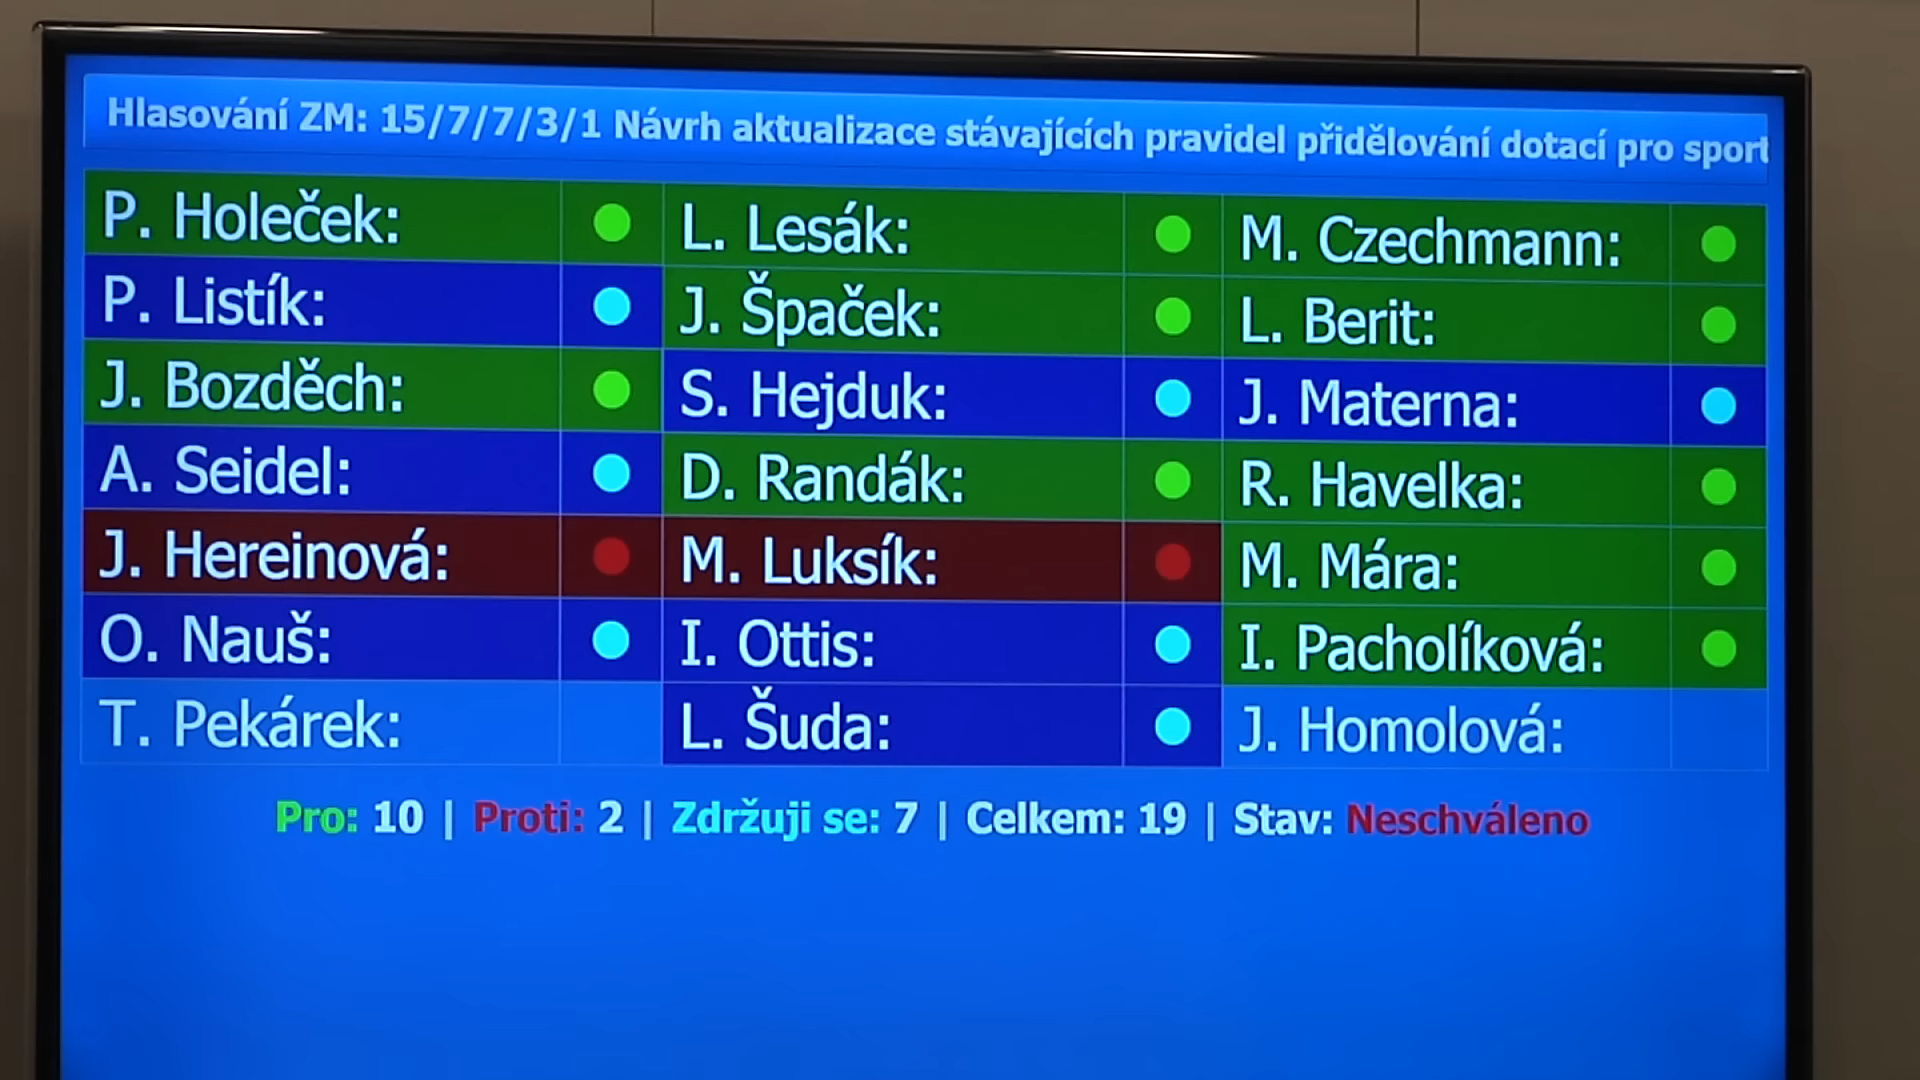 Hlasování ZM: 15/7/7/3/1 Návrh aktualizace stávajících pravidel přidělování dotací pro sport
P. Holeček: L. Lesák: M. Czechmann:
P. Listík: J. Špaček: L. Berit:
J. Bozděch: S. Hejduk: J. Materna:
A. Seidel: D. Randák: R. Havelka:
J. Hereinová: M. Luksík: M. Mára:
O. Nauš: I. Ottis: I. Pacholíková:
T. Pekárek: L. Šuda: J. Homolová:
Pro: 10 | Proti: 2 | Zdržuji se: 7 | Celkem: 19 | Stav: Neschváleno